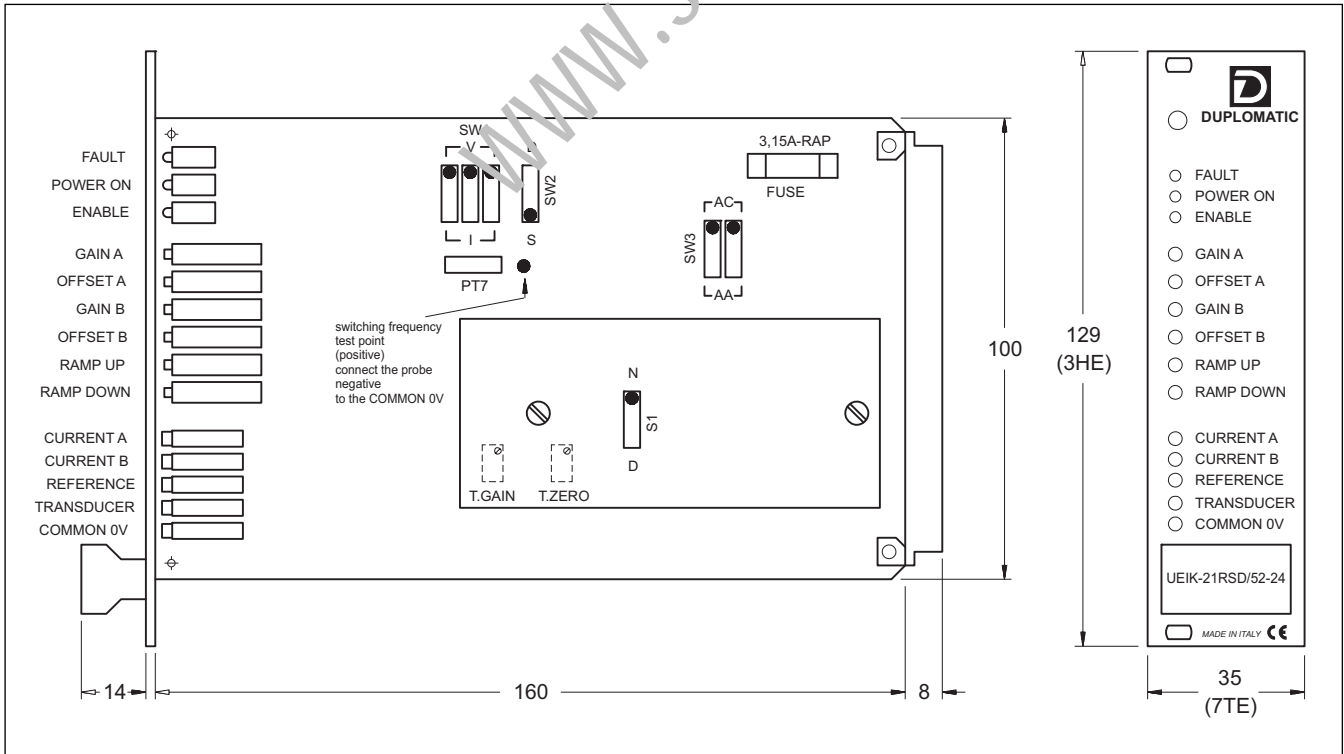 WWW.S
SW
V
I
D
S
SW2
3,15A-RAP
FUSE
FAULT
POWER ON
ENABLE
GAIN A
OFFSET A
GAIN B
OFFSET B
RAMP UP
RAMP DOWN
CURRENT A
CURRENT B
REFERENCE
TRANSDUCER
COMMON 0V
PT7
AC
SW3
AA
switching frequency
test point
(positive)
connect the probe
negative
to the COMMON 0V
N
S1
D
T.GAIN
T.ZERO
100
129
(3HE)
14
160
8
D
DUPLOMATIC
FAULT
POWER ON
ENABLE
GAIN A
OFFSET A
GAIN B
OFFSET B
RAMP UP
RAMP DOWN
CURRENT A
CURRENT B
REFERENCE
TRANSDUCER
COMMON 0V
UEIK-21RSD/52-24
MADE IN ITALY CE
35
(7TE)